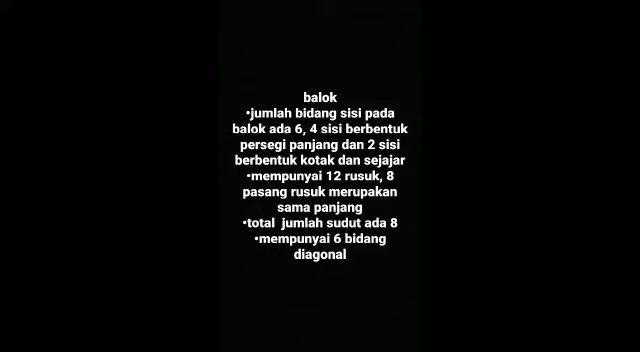 balok
•jumlah bidang sisi pada
balok ada 6, 4 sisi berbentuk
persegi panjang dan 2 sisi
berbentuk kotak dan sejajar
•mempunyai 12 rusuk, 8
pasang rusuk merupakan
sama panjang
•total  jumlah sudut ada 8
•mempunyai 6 bidang
diagonal